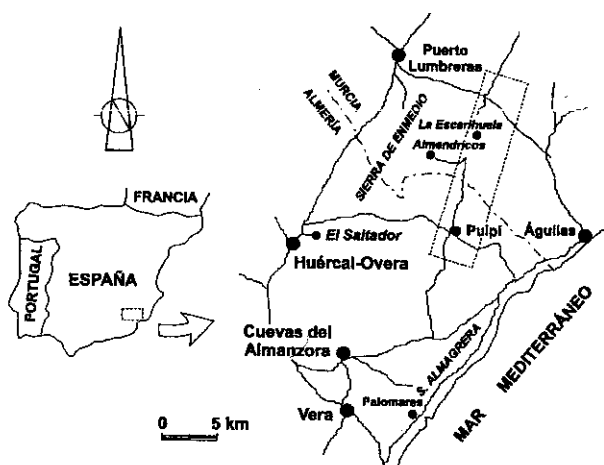 FRANCIA
PORTUGAL
ESPAÑA
0 5 km
Puerto
Lumbreras
MURCIA
ALMERÍA
SIERRA DE ENMEDIO
La Escarihuela
Almendricos
El Saltador
Huércal-Overa
Pulpí
Águilas
Cuevas del
Almanzora
S. ALMAGRERA
Vera
Palomares
MAR MEDITERRÁNEO